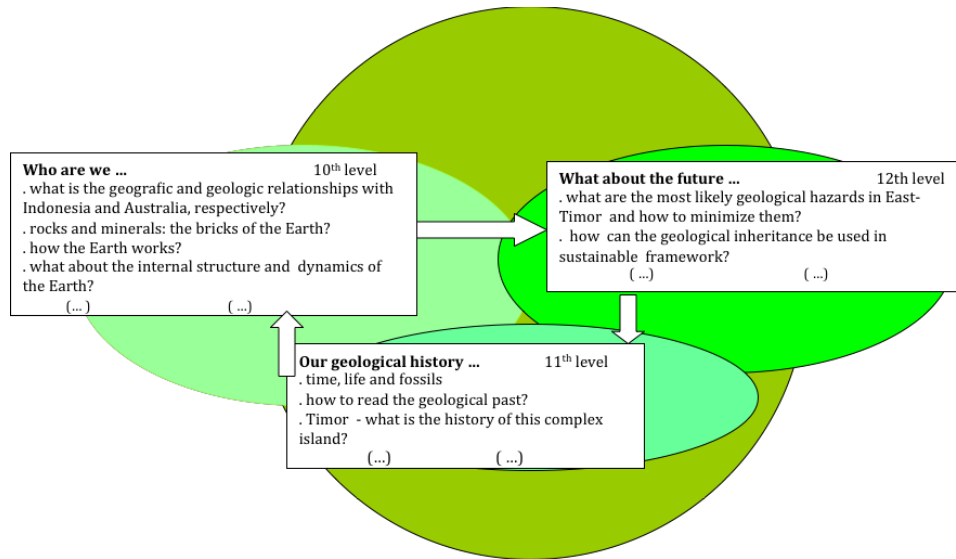 Who are we … 10th level
. what is the geografic and geologic relationships with
Indonesia and Australia, respectively?
. rocks and minerals: the bricks of the Earth?
. how the Earth works?
. what about the internal structure and dynamics of
the Earth?
(... ) ( ...)
What about the future ... 12th level
. what are the most likely geological hazards in East-
Timor and how to minimize them?
. how can the geological inheritance be used in
sustainable framework?
( ...) ( ...)
Our geological history ... 11th level
. time, life and fossils
. how to read the geological past?
. Timor - what is the history of this complex
island?
(...) ( ...)